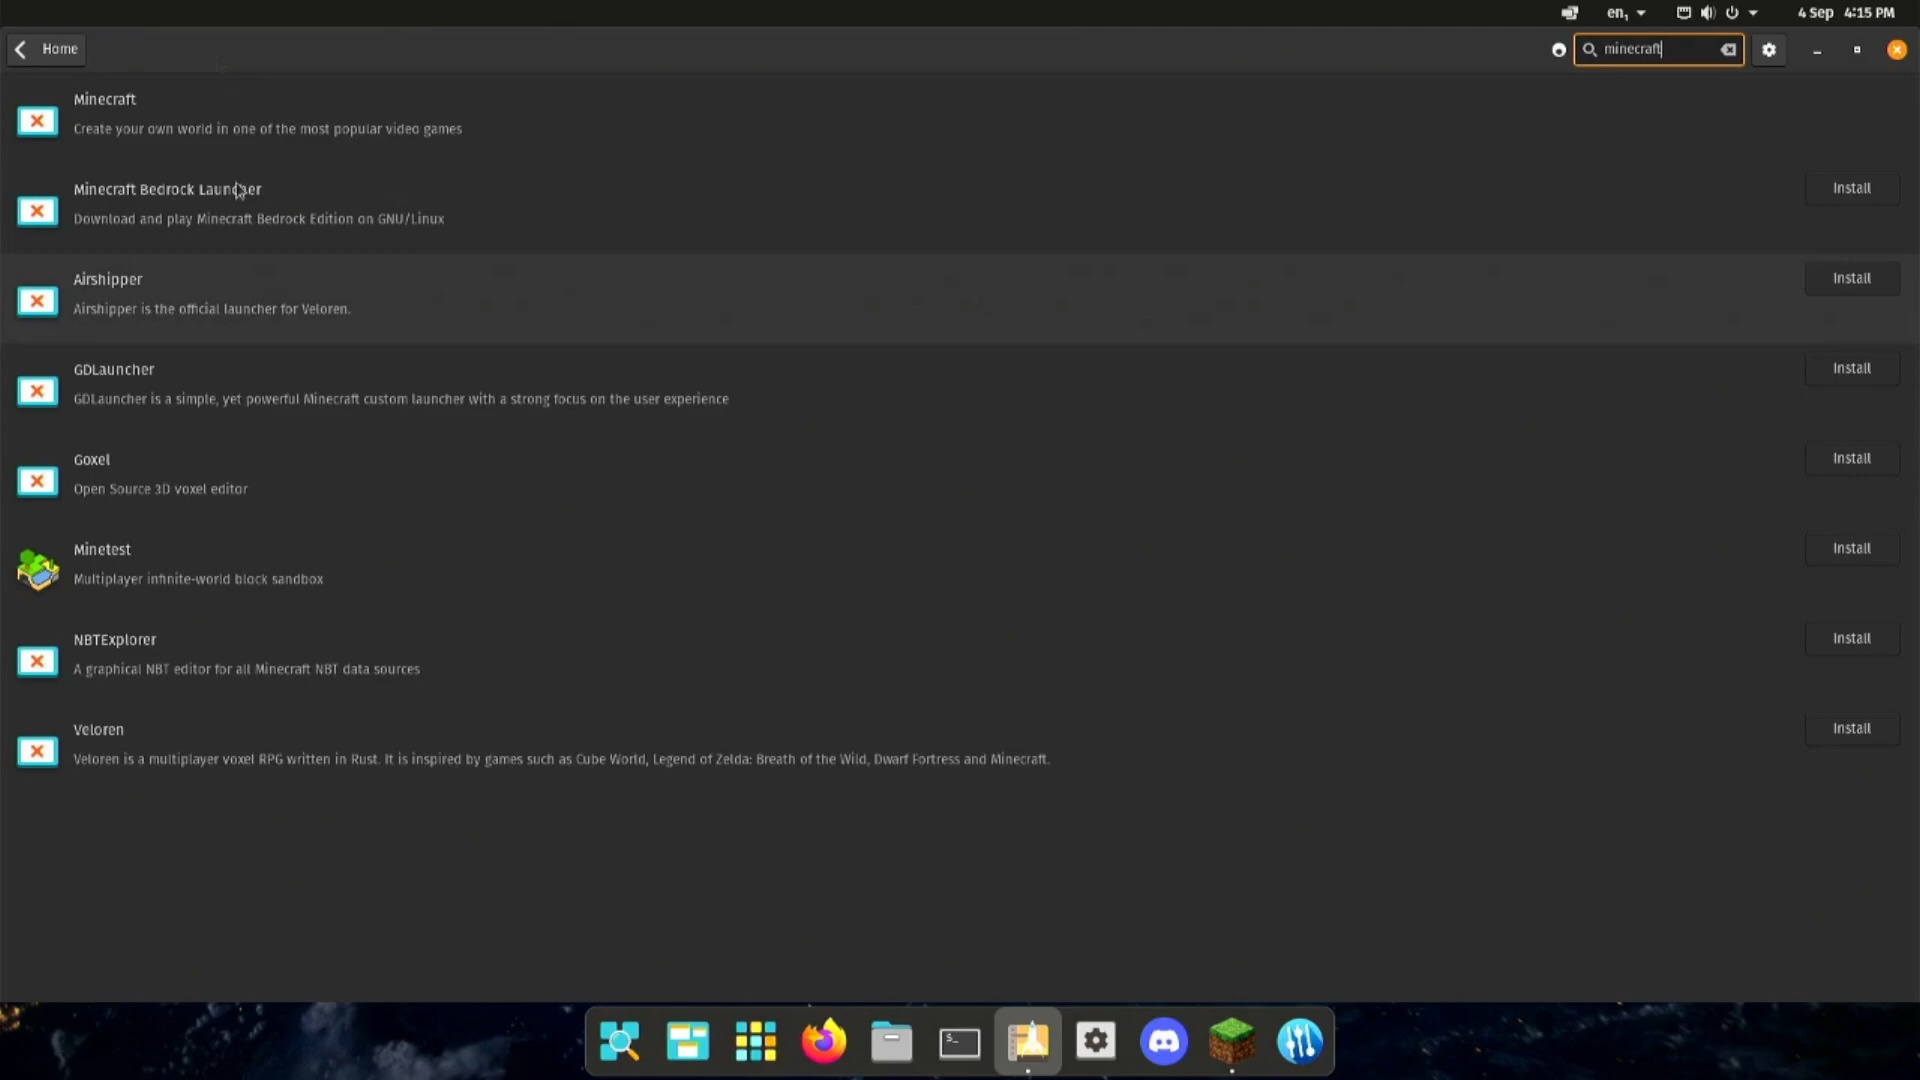 en₁
4 Sep 4:15 PM
Home
minecraft
Minecraft
Create your own world in one of the most popular video games
Minecraft Bedrock Launcher
Install
Download and play Minecraft Bedrock Edition on GNU/Linux
Airshipper
Install
Airshipper is the official launcher for Veloren.
GDLauncher
Install
GDLauncher is a simple, yet powerful Minecraft custom launcher with a strong focus on the user experience
Goxel
Install
Open Source 3D voxel editor
Minetest
Install
Multiplayer infinite-world block sandbox
NBTExplorer
Install
A graphical NBT editor for all Minecraft NBT data sources
Veloren
Install
Veloren is a multiplayer voxel RPG written in Rust. It is inspired by games such as Cube World, Legend of Zelda: Breath of the Wild, Dwarf Fortress and Minecraft.